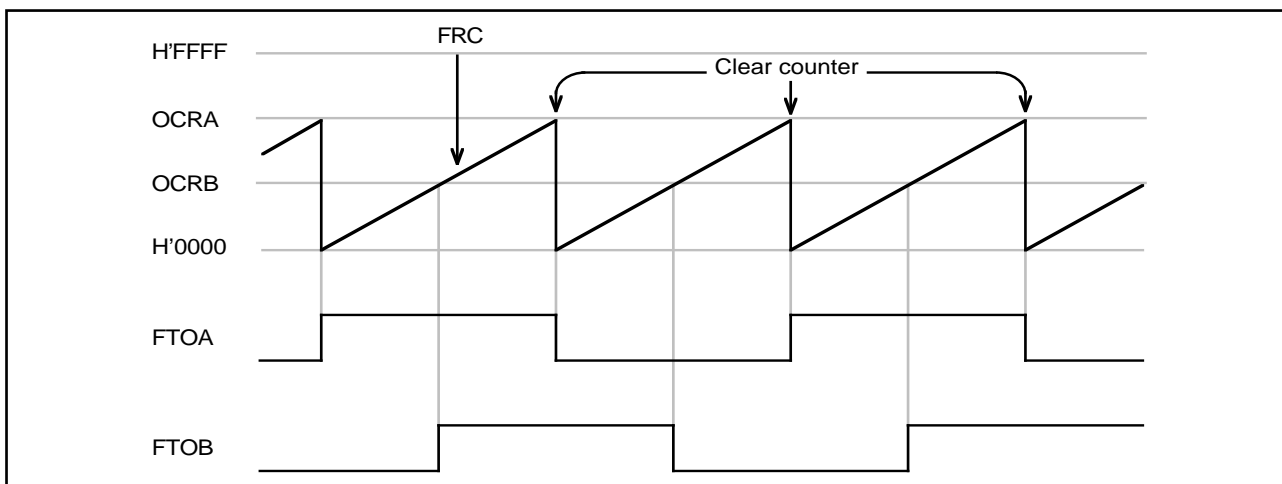 FRC
H'FFFF
Clear counter
OCRA
OCRB
H'0000
FTOA
FTOB